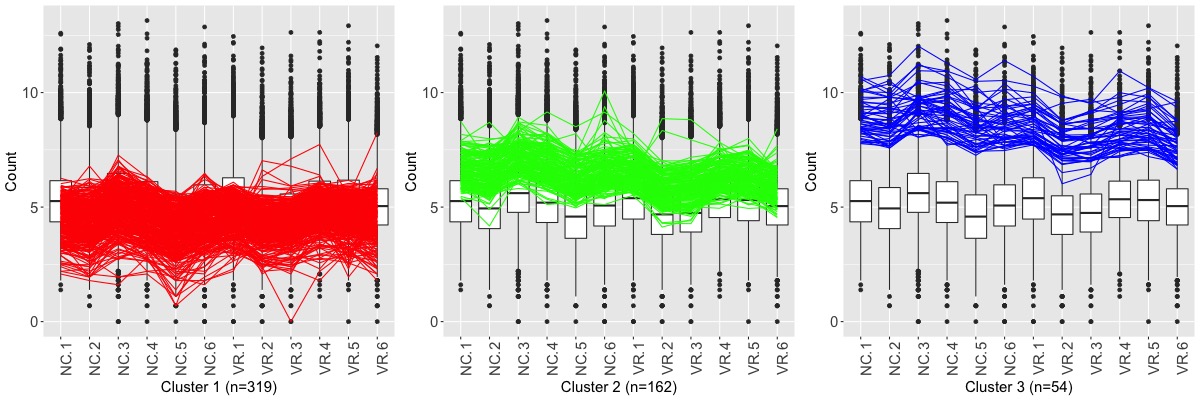 Count
10
5
0
NC.1
NC.2
NC.3
NC.4
NC.5
NC.6
VR.1
VR.2
VR.3
VR.4
VR.5
VR.6
Cluster 1 (n=319)
Count
10
5
0
NC.1
NC.2
NC.3
NC.4
NC.5
NC.6
VR.1
VR.2
VR.3
VR.4
VR.5
VR.6
Cluster 2 (n=162)
Count
10
5
0
NC.1
NC.2
NC.3
NC.4
NC.5
NC.6
VR.1
VR.2
VR.3
VR.4
VR.5
VR.6
Cluster 3 (n=54)